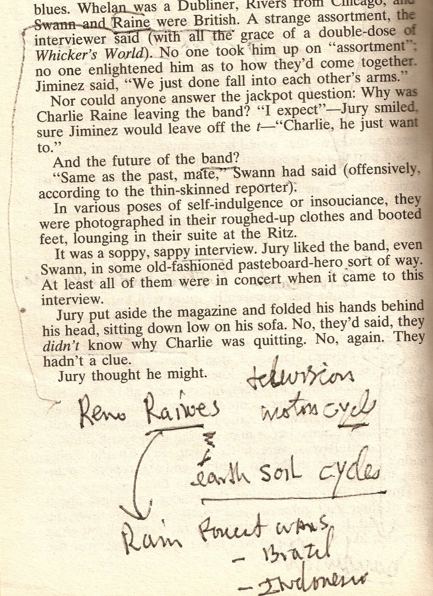 blues. Whelan was a Dubliner, Rivers from Chicago, and
Swann and Raine were British. A strange assortment, the
interviewer said (with all the grace of a double-dose of
Whicker's World). No one took him up on "assortment";
no one enlightened him as to how they'd come together.
Jiminez said, "We just done fall into each other's arms."
Nor could anyone answer the jackpot question: Why was
Charlie Raine leaving the band? "I expect"—Jury smiled,
sure Jiminez would leave off the t—"Charlie, he just want
to."
And the future of the band?
"Same as the past, mate," Swann had said (offensively,
according to the thin-skinned reporter).
In various poses of self-indulgence or insouciance, they
were photographed in their roughed-up clothes and booted
feet, lounging in their suite at the Ritz.
It was a soppy, sappy interview. Jury liked the band, even
Swann, in some old-fashioned pasteboard-hero sort of way.
At least all of them were in concert when it came to this
interview.
Jury put aside the magazine and folded his hands behind
his head, sitting down low on his sofa. No, they'd said, they
didn't know why Charlie was quitting. No, again. They
hadn't a clue.
Jury thought he might.
television
Reno Raines motorcycle
earth soil cycles
Rain Forest wars
- Brazil
- Indonesia